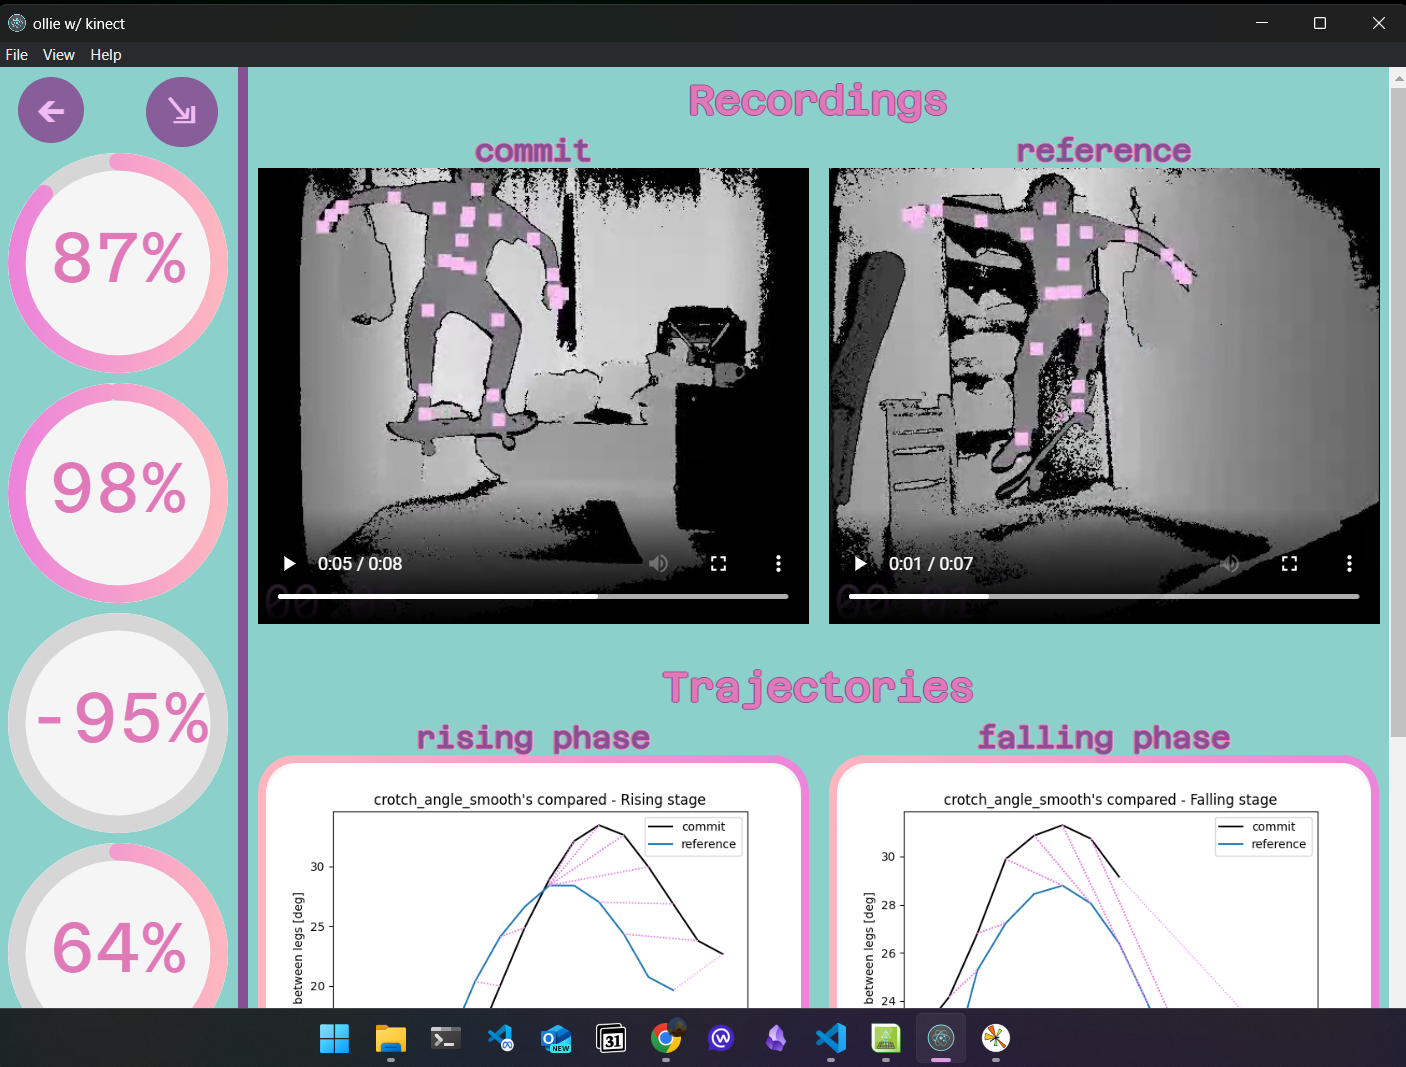 ollie w/ kinect
File View Help
87%
98%
-95%
64%
Recordings
commit
reference
0:05 / 0:08
0:01 / 0:07
Trajectories
rising phase
falling phase
crotch_angle_smooth's compared - Rising stage
commit
reference
30
25
20
between legs [deg]
crotch_angle_smooth's compared - Falling stage
commit
reference
30
28
26
24
between legs [deg]
NEW
31